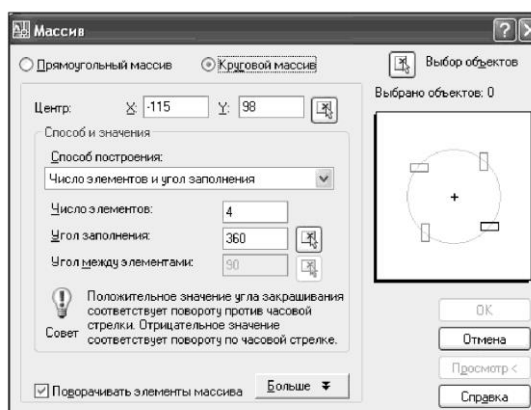 Массив
Прямоугольный массив Круговой массив
Выбор объектов
Выбрано объектов: 0
Центр: X: -115 Y: 98
Способ и значения
Способ построения:
Число элементов и угол заполнения
Число элементов: 4
Угол заполнения: 360
Угол между элементами: 90
Совет
Положительное значение угла закрашивания
соответствует повороту против часовой
стрелки. Отрицательное значение
соответствует повороту по часовой стрелке.
Поворачивать элементы массива
Больше
OK
Отмена
Просмотр <
Справка